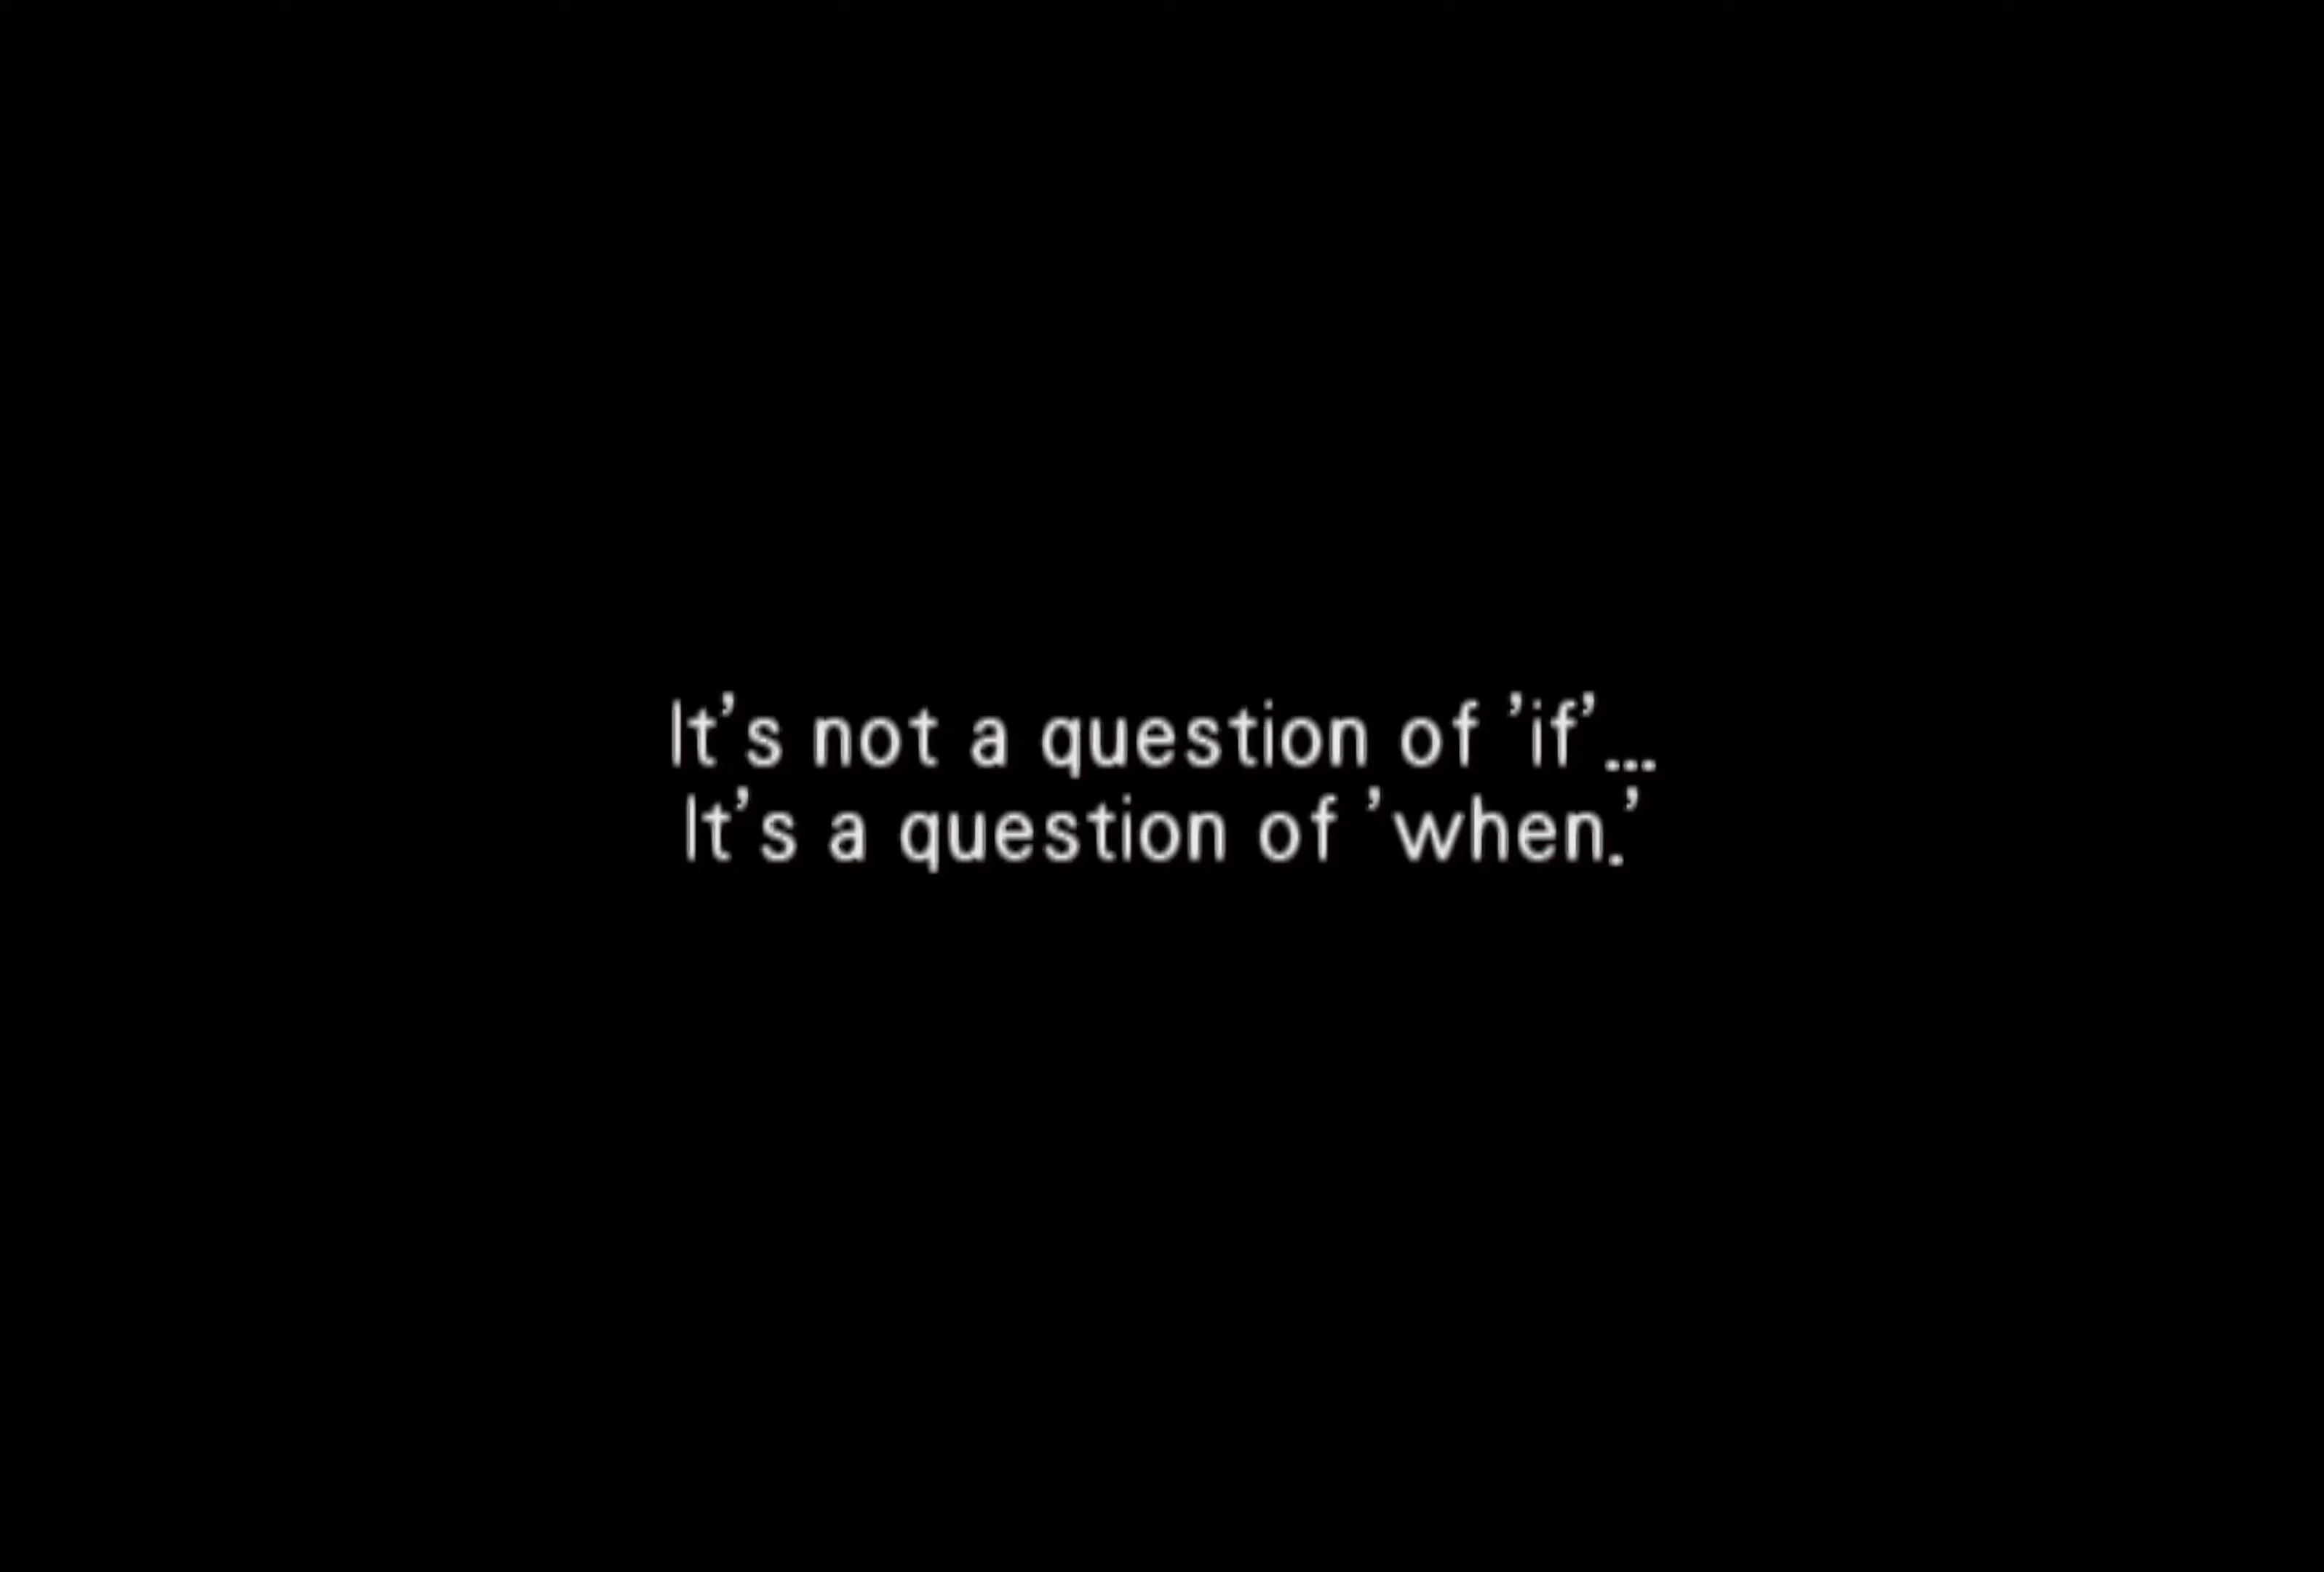 It’s not a question of ’if’...
It’s a question of ’when.’